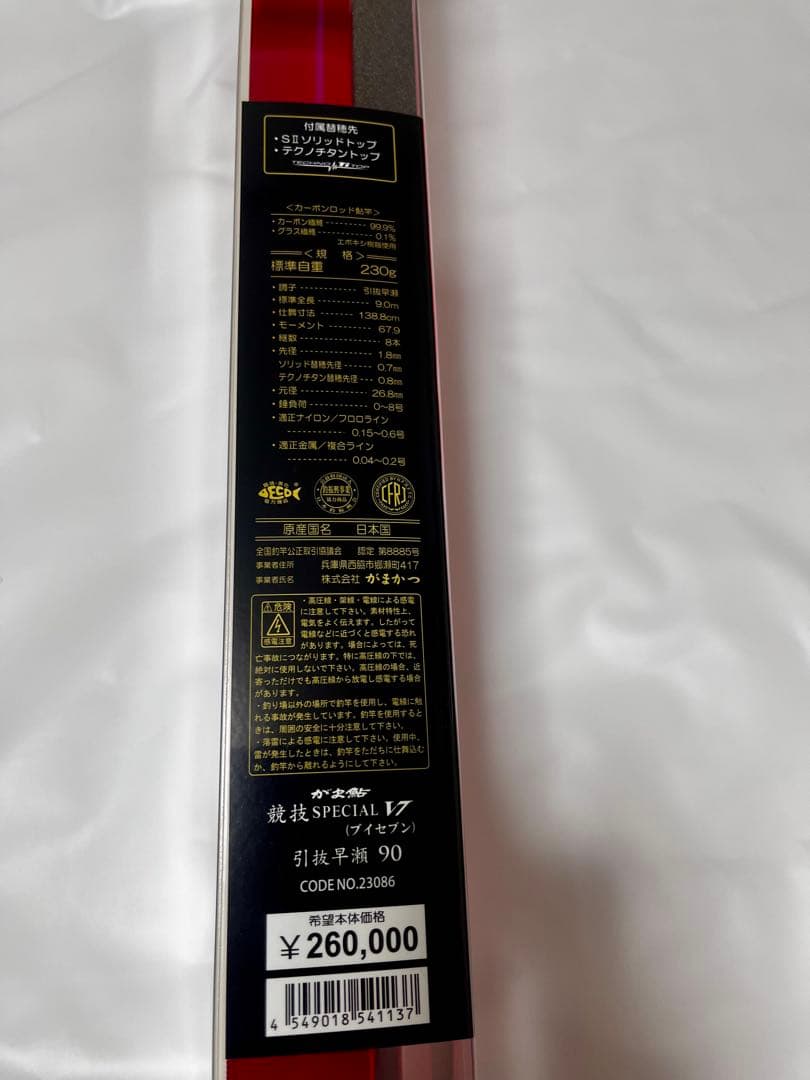 付属替穂先
・SⅡソリッドトップ
・テクノチタントップ
TECHNO Ti TOP
＜カーボンロッド鮎竿＞
・カーボン繊維 --------- 99.9%
・グラス繊維 ------------ 0.1%
エポキシ樹脂使用
＜規 格＞
標準自重 230g
・調子 --------------- 引抜早瀬
・標準全長 -------------- 9.0m
・仕舞寸法 ---------- 138.8cm
・モーメント ------------ 67.9
・継数 ------------------ 8本
・先径 ---------------- 1.8mm
ソリッド替穂先径 ------ 0.7mm
テクノチタン替穂先径 -- 0.8mm
・元径 --------------- 26.8mm
・錘負荷 ------------ 0〜8号
・適正ナイロン/フロロライン
------------ 0.15〜0.6号
・適正金属/複合ライン
------------ 0.04〜0.2号
ECO
協力商品
釣振興事業
協力商品
CFRJ
原産国名 日本国
全国釣竿公正取引協議会 認定 第8885号
事業者住所 兵庫県西脇市郷瀬町417
事業者氏名 株式会社 がまかつ
危険
感電注意
・高圧線・架線・電線による感電
に注意して下さい。素材特性上、
電気をよく伝えます。したがって
電線などに近づくと感電する恐れ
があります。場合によっては、死
亡事故につながります。特に高圧線の下では、
絶対に使用しないで下さい。高圧線の場合、近
寄っただけでも高圧線から放電し感電する場合
があります。
・釣り場以外の場所で釣竿を使用し、電線に触
れる事故が発生しています。釣竿を使用すると
きは、周囲の安全に十分注意して下さい。
・落雷による感電に注意して下さい。使用中、
雷が発生したときは、釣竿をただちに仕舞込む
か、釣竿から触れるようにして下さい。
がま鮎
競技SPECIAL V7
(ブイセブン)
引抜早瀬 90
CODE NO.23086
希望本体価格
￥260,000
4 549018 541137